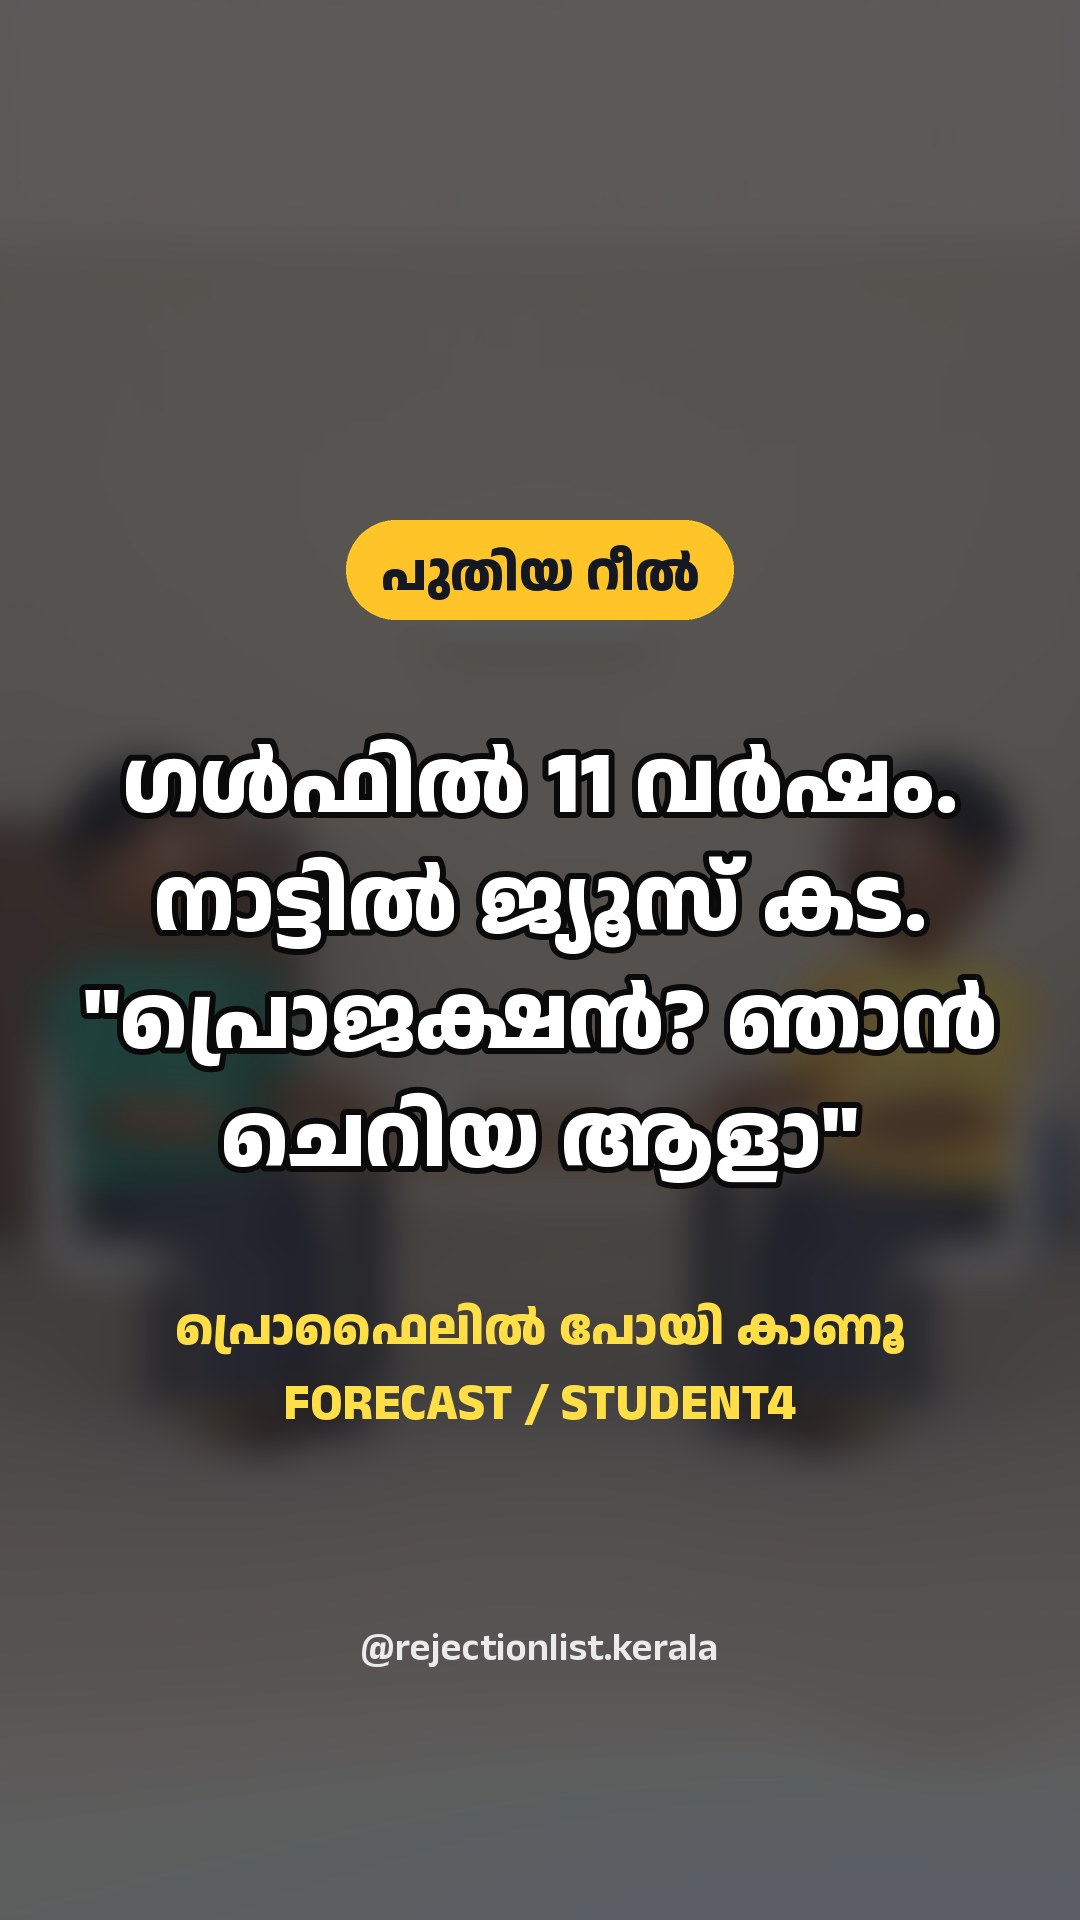 പുതിയ റീൽ
ഗൾഫിൽ 11 വർഷം.
നാട്ടിൽ ജ്യൂസ് കട.
"പ്രൊജക്ഷൻ? ഞാൻ
ചെറിയ ആളാ"
പ്രൊഫൈലിൽ പോയി കാണൂ
FORECAST / STUDENT4
@rejectionlist.kerala